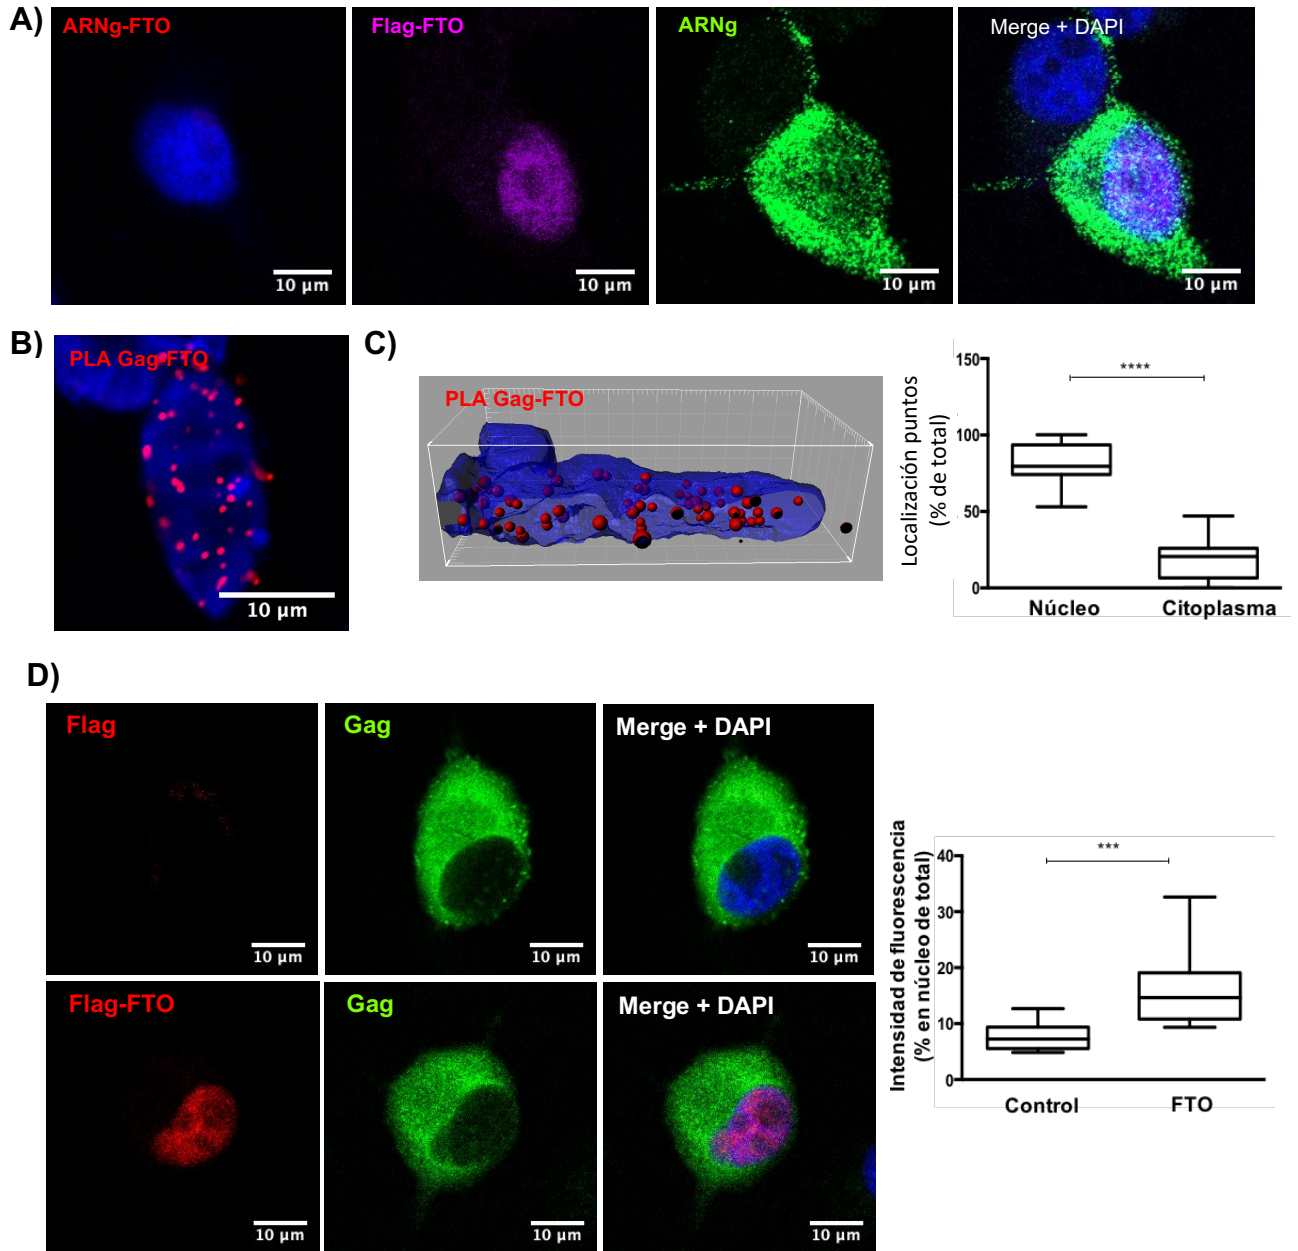 A)
ARNg-FTO
Flag-FTO
ARNg
Merge + DAPI
10 µm
10 µm
10 µm
10 µm
B)
PLA Gag-FTO
10 µm
C)
PLA Gag-FTO
Localización puntos
(% de total)
150
100
50
0
****
Núcleo
Citoplasma
D)
Flag
Gag
Merge + DAPI
10 µm
10 µm
10 µm
Flag-FTO
Gag
Merge + DAPI
10 µm
10 µm
10 µm
Intensidad de fluorescencia
(% en núcleo de total)
40
30
20
10
0
***
Control
FTO